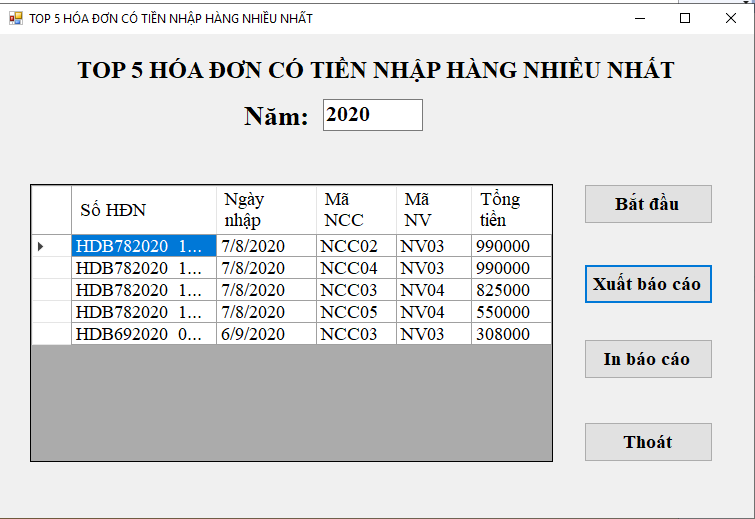 TOP 5 HÓA ĐƠN CÓ TIỀN NHẬP HÀNG NHIỀU NHẤT
TOP 5 HÓA ĐƠN CÓ TIỀN NHẬP HÀNG NHIỀU NHẤT
Năm: 2020
Số HĐN Ngày nhập Mã NCC Mã NV Tổng tiền
HDB782020 1... 7/8/2020 NCC02 NV03 990000
HDB782020 1... 7/8/2020 NCC04 NV03 990000
HDB782020 1... 7/8/2020 NCC03 NV04 825000
HDB782020 1... 7/8/2020 NCC05 NV04 550000
HDB692020 0... 6/9/2020 NCC03 NV03 308000
Bắt đầu
Xuất báo cáo
In báo cáo
Thoát